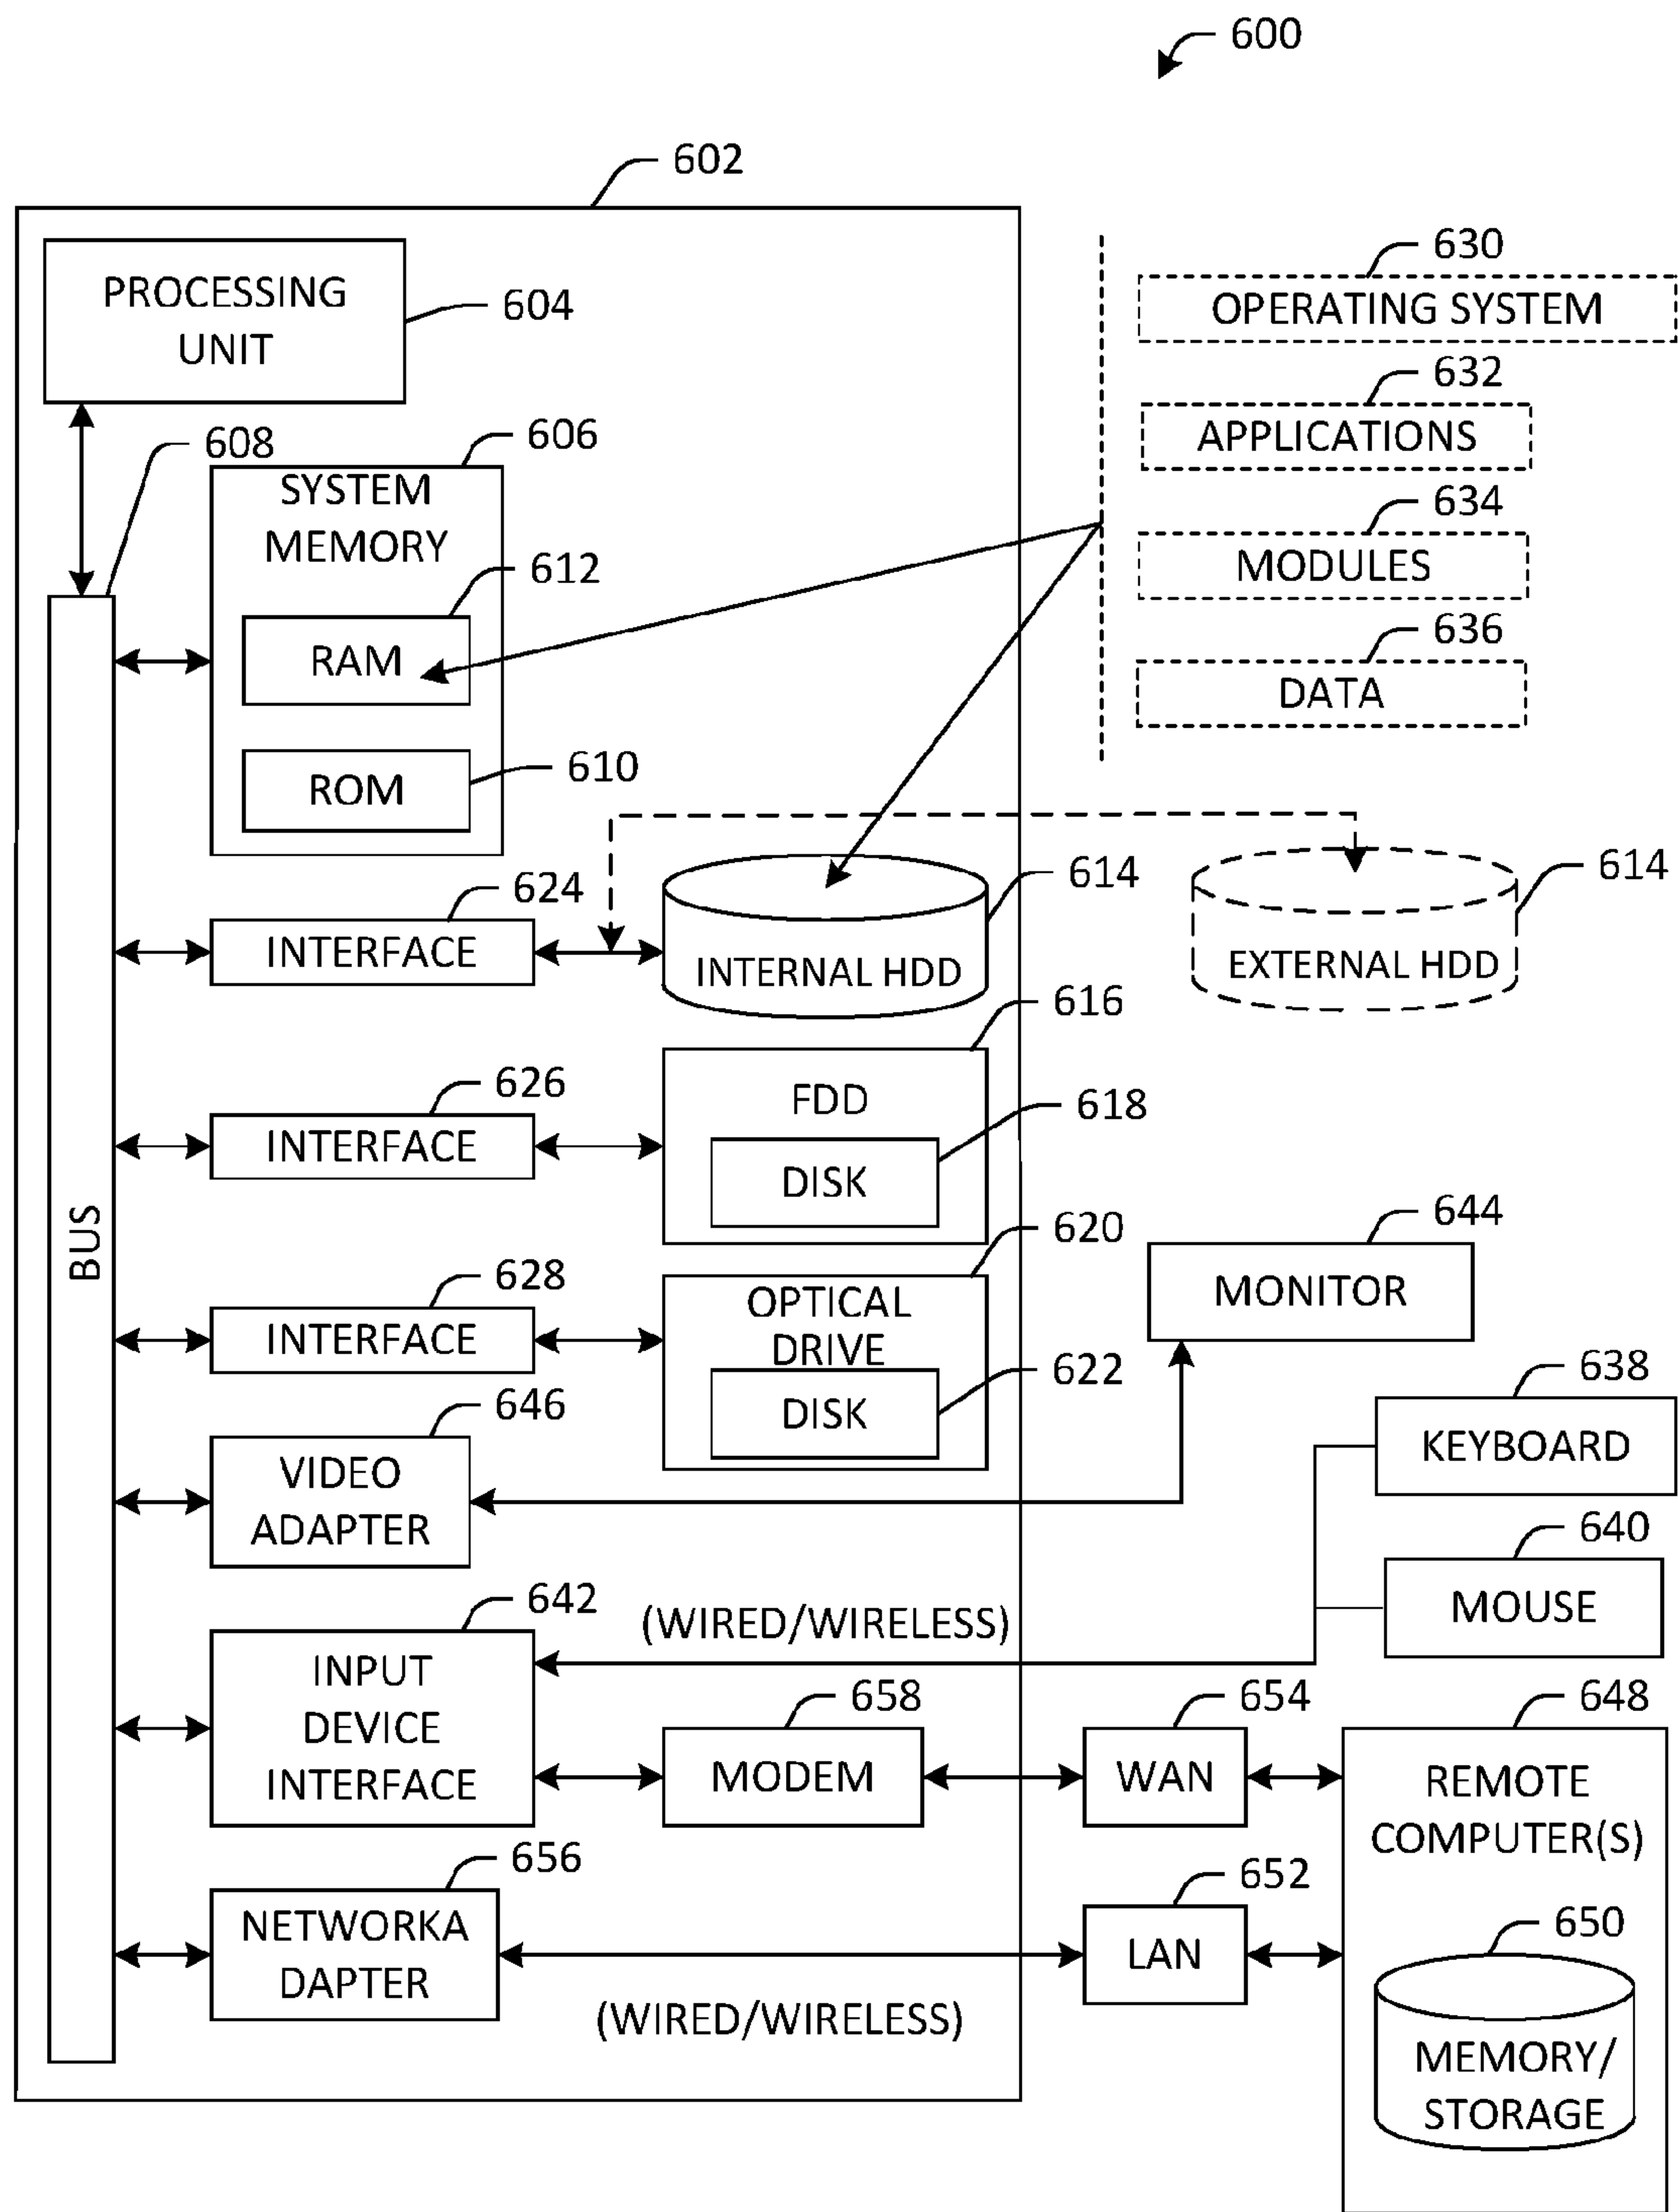 600
602
PROCESSING
UNIT
604
630
OPERATING SYSTEM
632
APPLICATIONS
634
MODULES
636
DATA
608
606
SYSTEM
MEMORY
612
RAM
610
ROM
624
INTERFACE
614
INTERNAL HDD
614
EXTERNAL HDD
616
626
INTERFACE
FDD
618
DISK
BUS
620
628
INTERFACE
OPTICAL
DRIVE
622
DISK
644
MONITOR
646
VIDEO
ADAPTER
638
KEYBOARD
640
MOUSE
642
(WIRED/WIRELESS)
INPUT
DEVICE
INTERFACE
658
MODEM
654
WAN
648
REMOTE
COMPUTER(S)
656
NETWORKA
DAPTER
652
LAN
650
(WIRED/WIRELESS)
MEMORY/
STORAGE